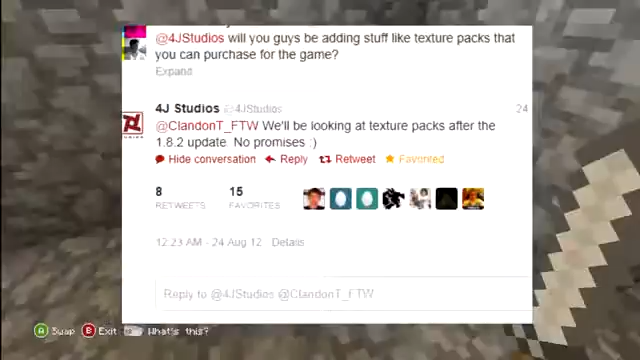 @4JStudios will you guys be adding stuff like texture packs that
you can purchase for the game?
Expand
4J Studios @4JStudios 24
@ClandonT_FTW We'll be looking at texture packs after the
1.8.2 update. No promises :)
Hide conversation Reply Retweet Favorited
8 15
RETWEETS FAVORITES
12:23 AM - 24 Aug 12 Details
Reply to @4JStudios @ClandonT_FTW
A Swap B Exit What's this?